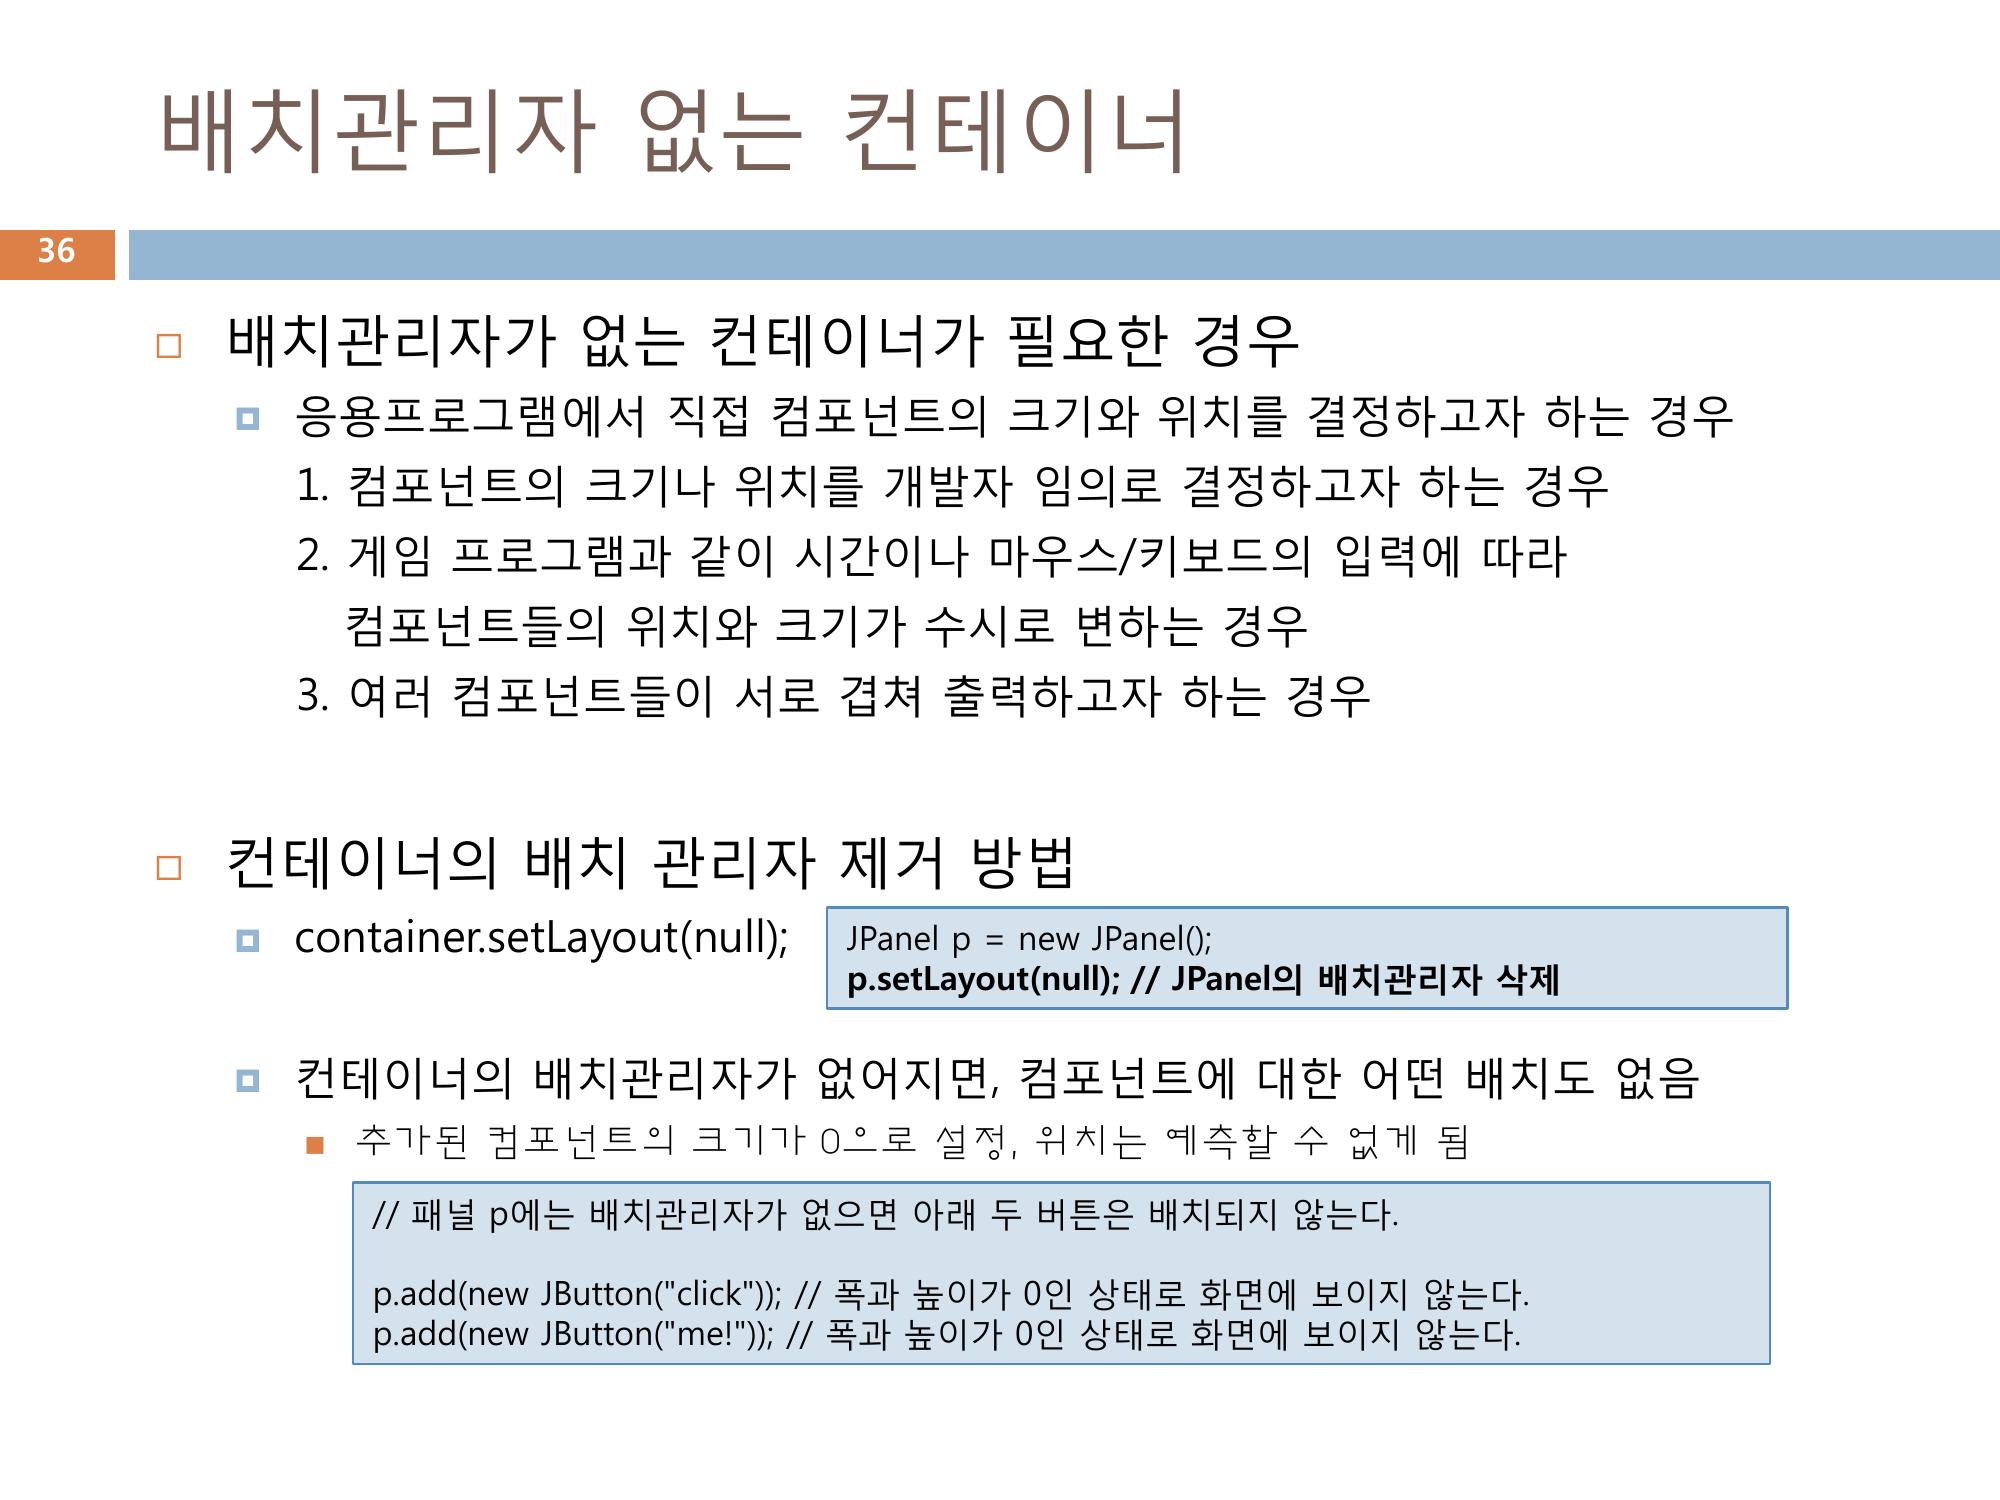 배치관리자 없는 컨테이너
36
배치관리자가 없는 컨테이너가 필요한 경우
응용프로그램에서 직접 컴포넌트의 크기와 위치를 결정하고자 하는 경우
1. 컴포넌트의 크기나 위치를 개발자 임의로 결정하고자 하는 경우
2. 게임 프로그램과 같이 시간이나 마우스/키보드의 입력에 따라
컴포넌트들의 위치와 크기가 수시로 변하는 경우
3. 여러 컴포넌트들이 서로 겹쳐 출력하고자 하는 경우
컨테이너의 배치 관리자 제거 방법
container.setLayout(null);
JPanel p = new JPanel();
p.setLayout(null); // JPanel의 배치관리자 삭제
컨테이너의 배치관리자가 없어지면, 컴포넌트에 대한 어떤 배치도 없음
추가된 컴포넌트의 크기가 0으로 설정, 위치는 예측할 수 없게 됨
// 패널 p에는 배치관리자가 없으면 아래 두 버튼은 배치되지 않는다.
p.add(new JButton("click")); // 폭과 높이가 0인 상태로 화면에 보이지 않는다.
p.add(new JButton("me!")); // 폭과 높이가 0인 상태로 화면에 보이지 않는다.